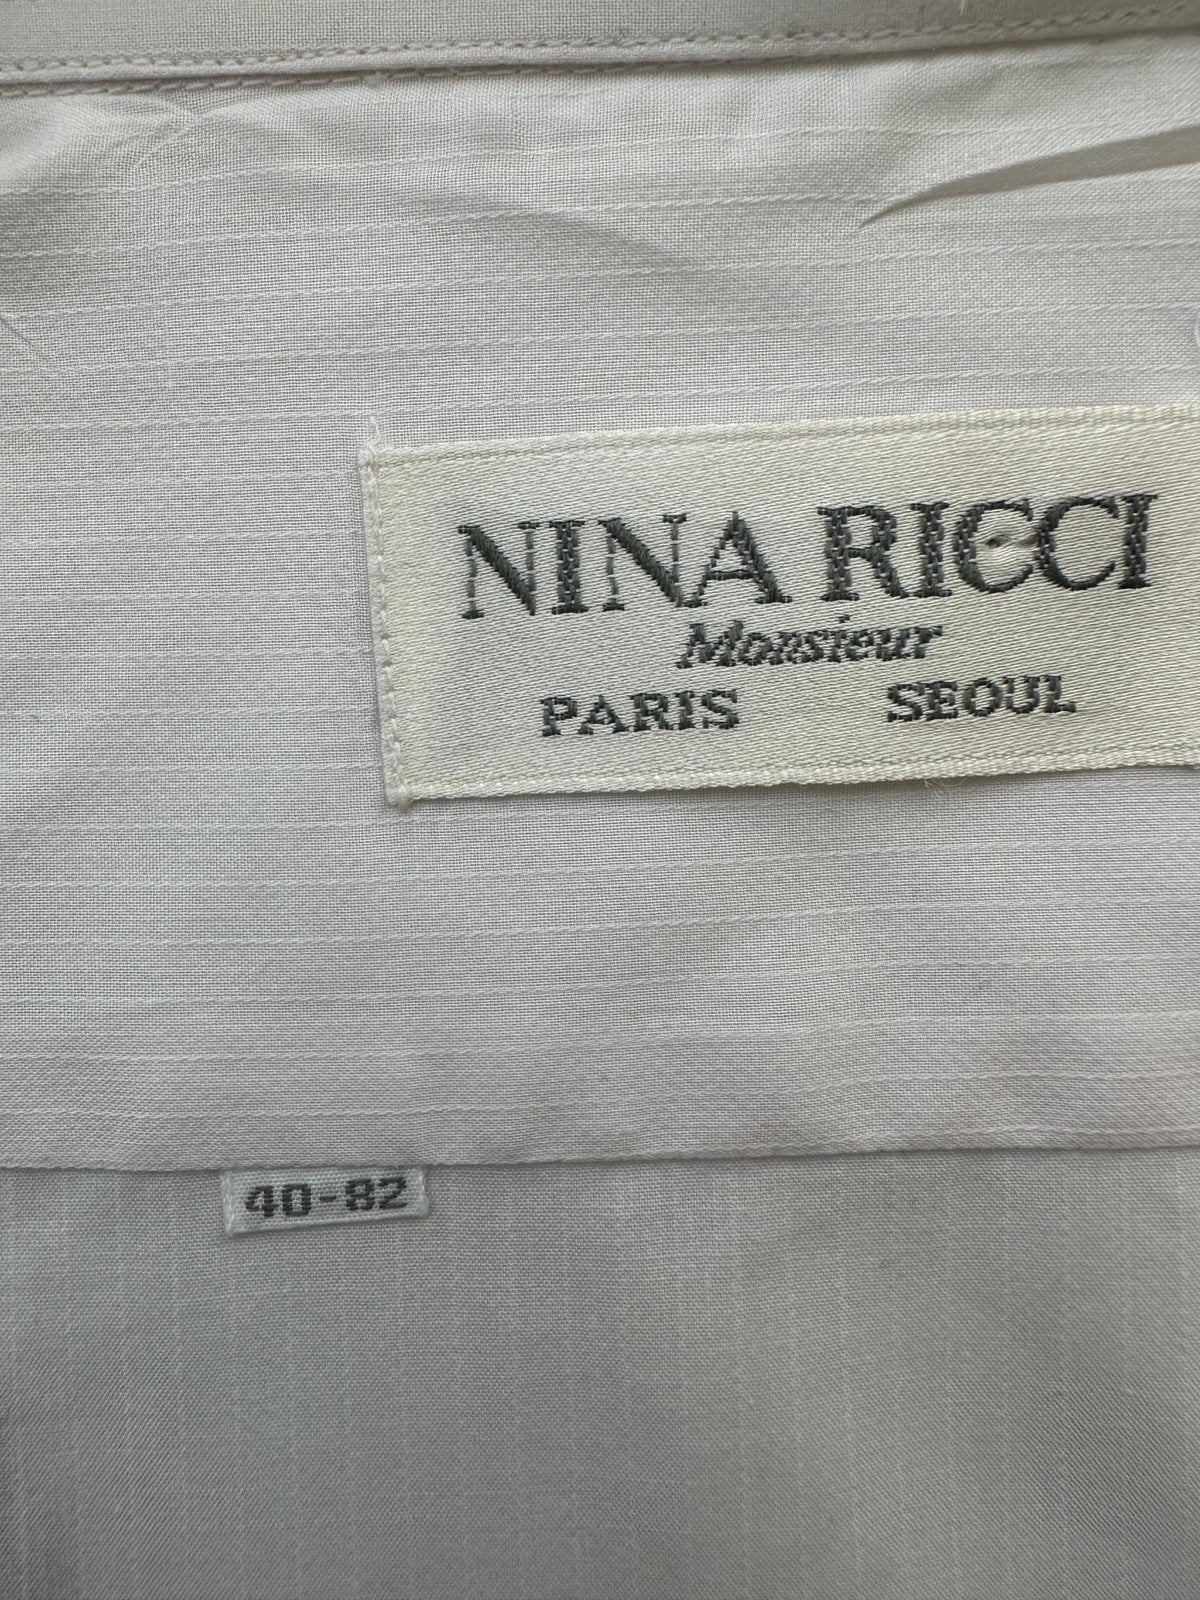 NINA RICCI
Monsieur
PARIS SEOUL
40-82